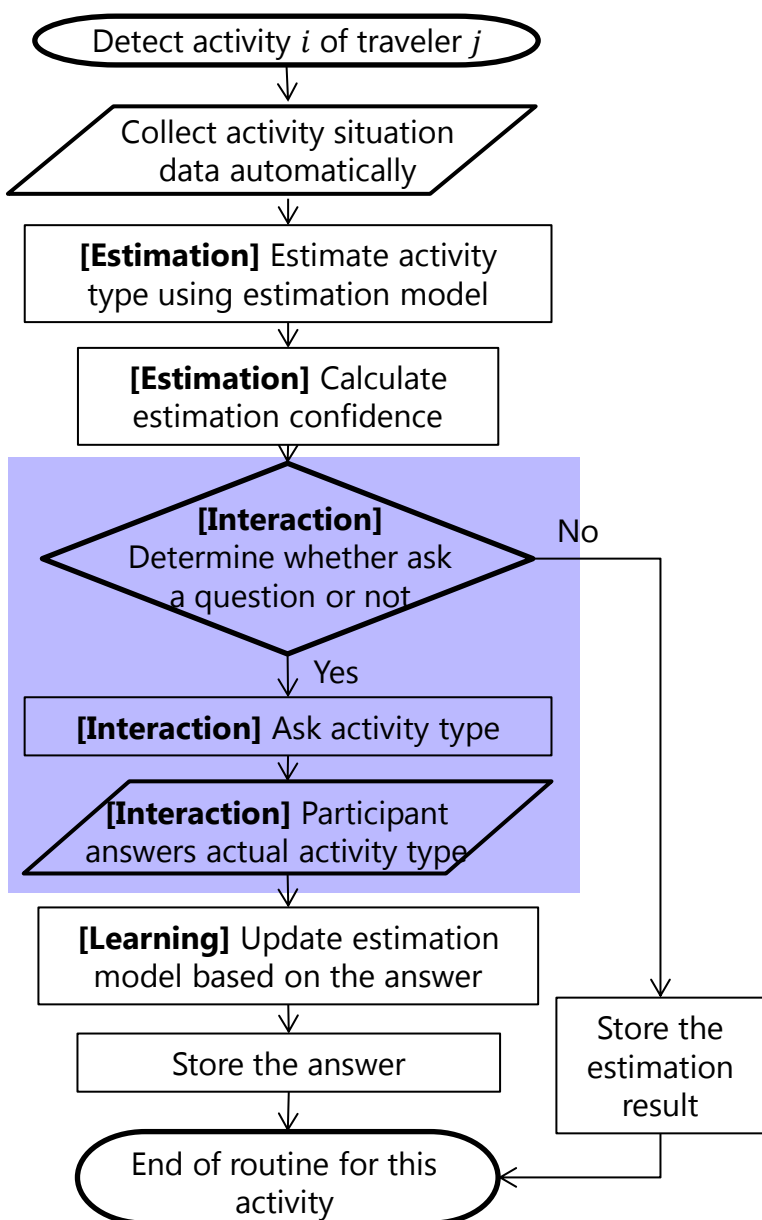 Detect activity i of traveler j
Collect activity situation
data automatically
[Estimation] Estimate activity
type using estimation model
[Estimation] Calculate
estimation confidence
[Interaction]
Determine whether ask
a question or not
No
Yes
[Interaction] Ask activity type
[Interaction] Participant
answers actual activity type
[Learning] Update estimation
model based on the answer
Store the answer
Store the
estimation
result
End of routine for this
activity